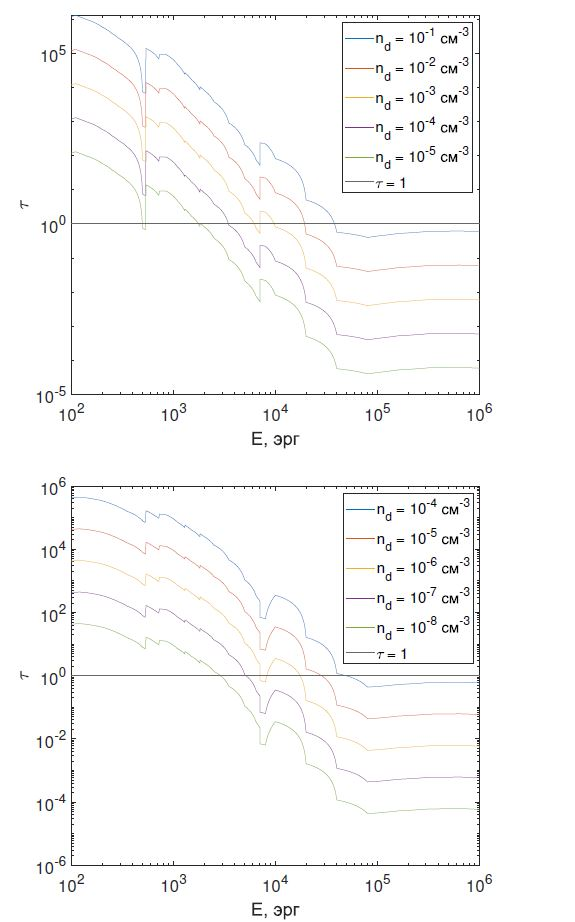 10^5
10^0
10^-5
τ
n_d = 10^-1 см^-3
n_d = 10^-2 см^-3
n_d = 10^-3 см^-3
n_d = 10^-4 см^-3
n_d = 10^-5 см^-3
τ = 1
10^2 10^3 10^4 10^5 10^6
E, эрг
10^6
10^4
10^2
10^0
10^-2
10^-4
10^-6
τ
n_d = 10^-4 см^-3
n_d = 10^-5 см^-3
n_d = 10^-6 см^-3
n_d = 10^-7 см^-3
n_d = 10^-8 см^-3
τ = 1
10^2 10^3 10^4 10^5 10^6
E, эрг